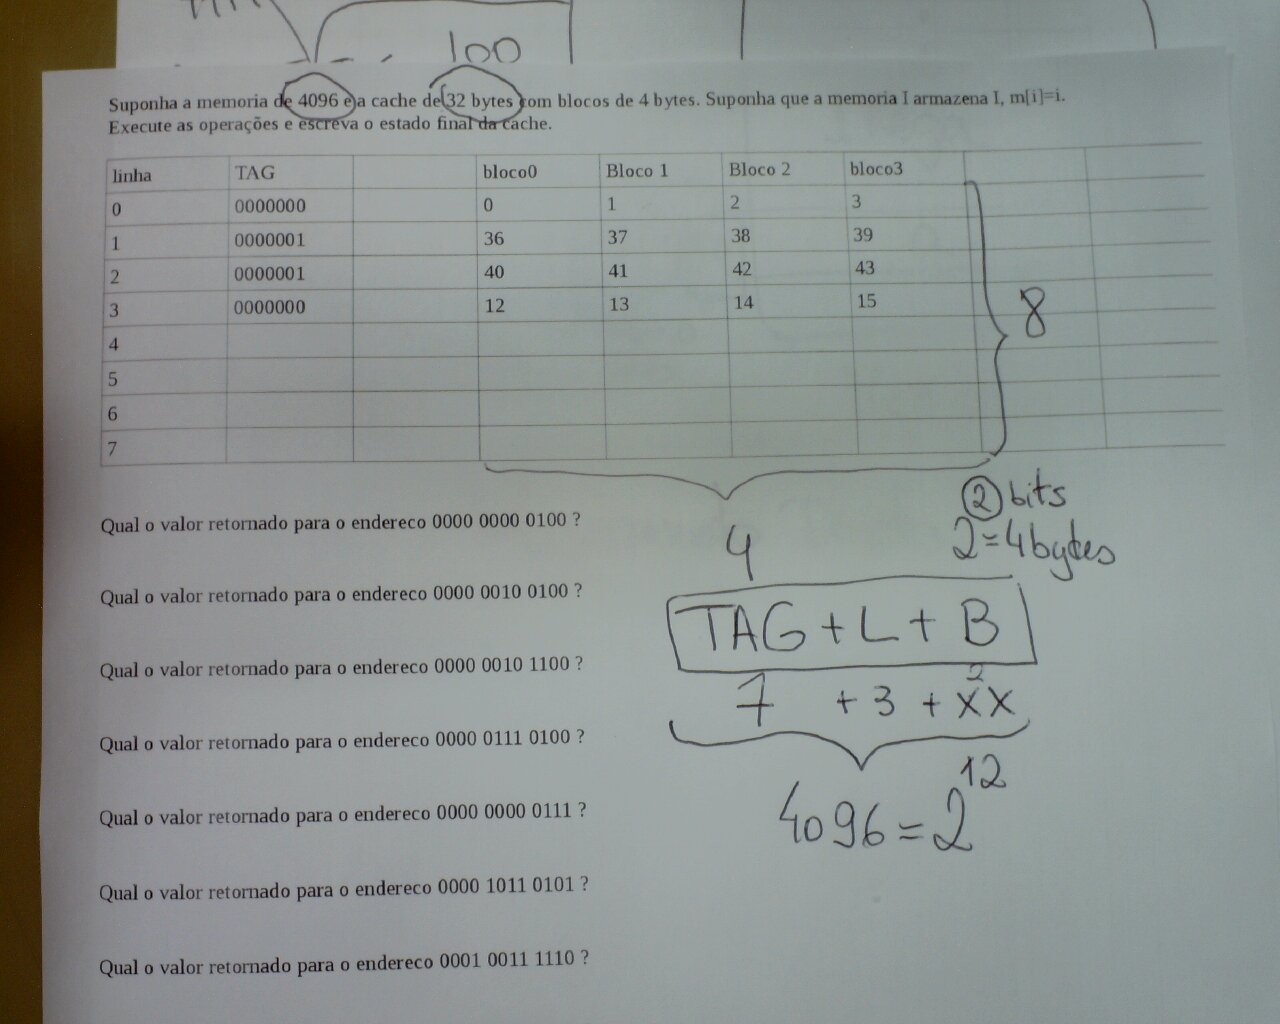 100
Suponha a memoria de 4096 e a cache de 32 bytes com blocos de 4 bytes. Suponha que a memoria I armazena I, m[i]=i.
Execute as operações e escreva o estado final da cache.
linha TAG bloco0 Bloco 1 Bloco 2 bloco3
0 0000000 0 1 2 3
1 0000001 36 37 38 39
2 0000001 40 41 42 43
3 0000000 12 13 14 15
4
5
6
7
8
4
2 bits
2=4bytes
Qual o valor retornado para o endereco 0000 0000 0100 ?
Qual o valor retornado para o endereco 0000 0010 0100 ?
TAG + L + B
Qual o valor retornado para o endereco 0000 0010 1100 ?
7 + 3 + XX
2
Qual o valor retornado para o endereco 0000 0111 0100 ?
4096 = 2 12
Qual o valor retornado para o endereco 0000 0000 0111 ?
Qual o valor retornado para o endereco 0000 1011 0101 ?
Qual o valor retornado para o endereco 0001 0011 1110 ?